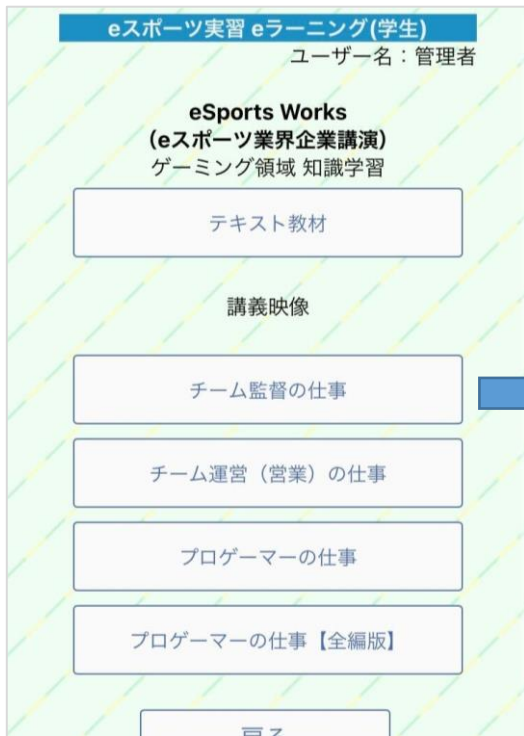 eスポーツ実習 eラーニング(学生)
ユーザー名：管理者
eSports Works
（eスポーツ業界企業講演）
ゲーミング領域 知識学習
テキスト教材
講義映像
チーム監督の仕事
チーム運営（営業）の仕事
プロゲーマーの仕事
プロゲーマーの仕事【全編版】
戻る